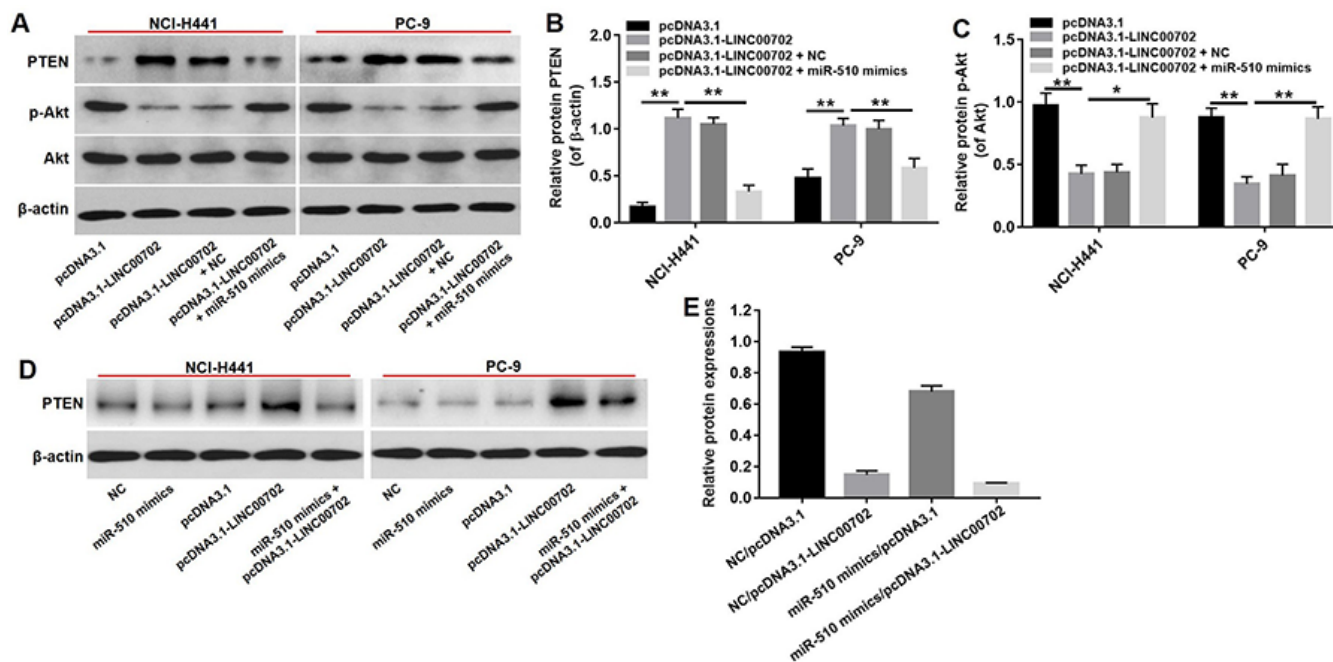 A
NCI-H441
PC-9
PTEN
p-Akt
Akt
β-actin
pcDNA3.1
pcDNA3.1-LINC00702
pcDNA3.1-LINC00702
+ NC
pcDNA3.1-LINC00702
+ miR-510 mimics
pcDNA3.1
pcDNA3.1-LINC00702
pcDNA3.1-LINC00702
+ NC
pcDNA3.1-LINC00702
+ miR-510 mimics
B
pcDNA3.1
pcDNA3.1-LINC00702
pcDNA3.1-LINC00702 + NC
pcDNA3.1-LINC00702 + miR-510 mimics
Relative protein PTEN
(of β-actin)
2.0
1.5
1.0
0.5
0.0
**
**
**
**
NCI-H441
PC-9
C
pcDNA3.1
pcDNA3.1-LINC00702
pcDNA3.1-LINC00702 + NC
pcDNA3.1-LINC00702 + miR-510 mimics
Relative protein p-Akt
(of Akt)
1.5
1.0
0.5
0.0
**
*
**
**
NCI-H441
PC-9
D
NCI-H441
PC-9
PTEN
β-actin
NC
miR-510 mimics
pcDNA3.1
pcDNA3.1-LINC00702
miR-510 mimics +
pcDNA3.1-LINC00702
NC
miR-510 mimics
pcDNA3.1
pcDNA3.1-LINC00702
miR-510 mimics +
pcDNA3.1-LINC00702
E
Relative protein expressions
1.2
1.0
0.8
0.6
0.4
0.2
0.0
NC/pcDNA3.1
NC/pcDNA3.1-LINC00702
miR-510 mimics/pcDNA3.1
miR-510 mimics/pcDNA3.1-LINC00702